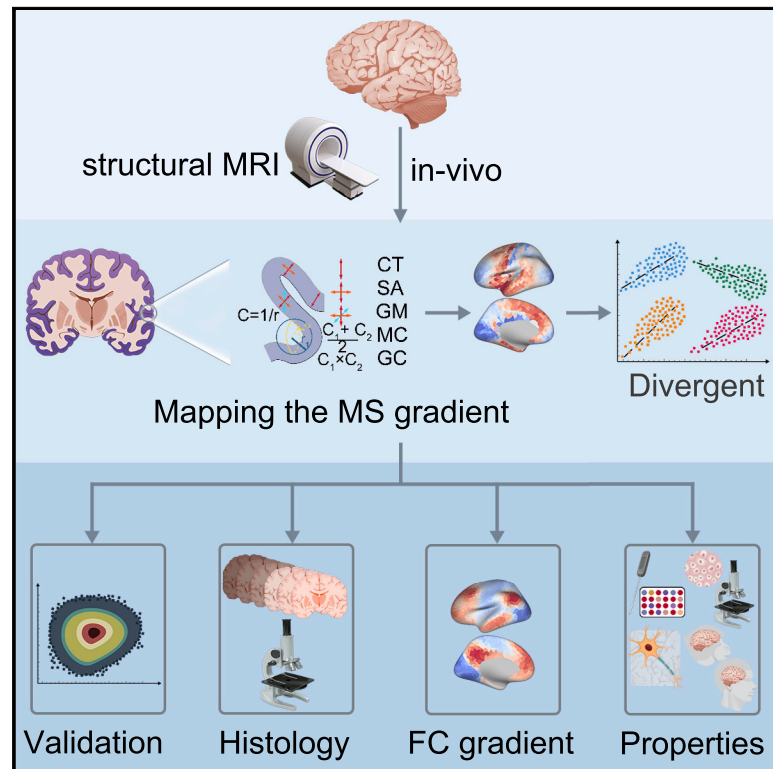 structural MRI
in-vivo
C=1/r
C₁+ C₂
2
C₁×C₂
CT
SA
GM
MC
GC
Divergent
Mapping the MS gradient
Validation
Histology
FC gradient
Properties